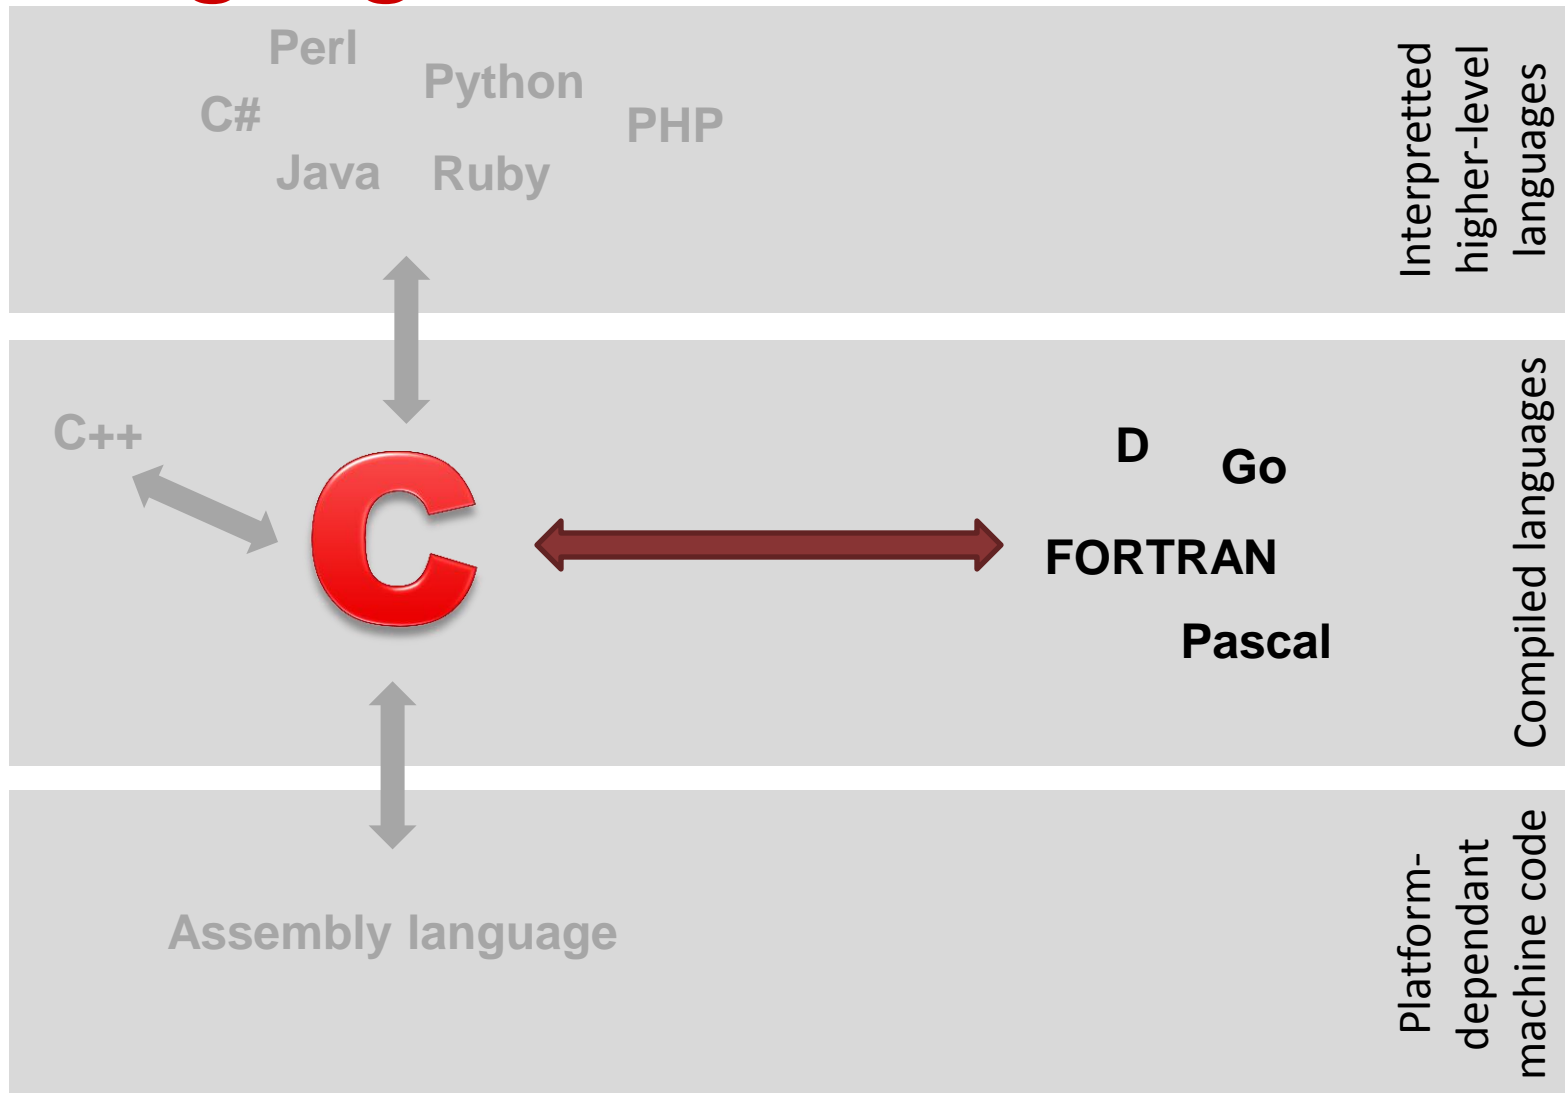 Perl
Python
C#
PHP
Java
Ruby
Interpretted
higher-level
languages
C++
C
D
Go
FORTRAN
Pascal
Compiled languages
Assembly language
Platform-
dependant
machine code